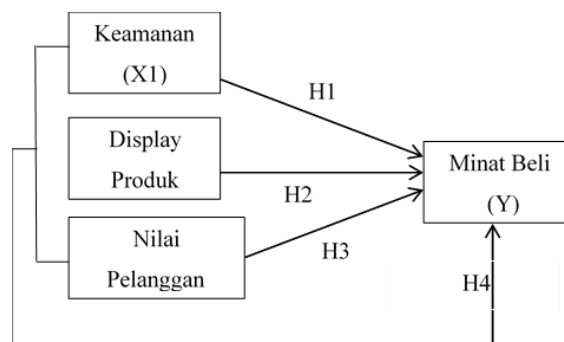 Keamanan
(X1)
H1
Display
Produk
H2
Minat Beli
(Y)
Nilai
Pelanggan
H3
H4